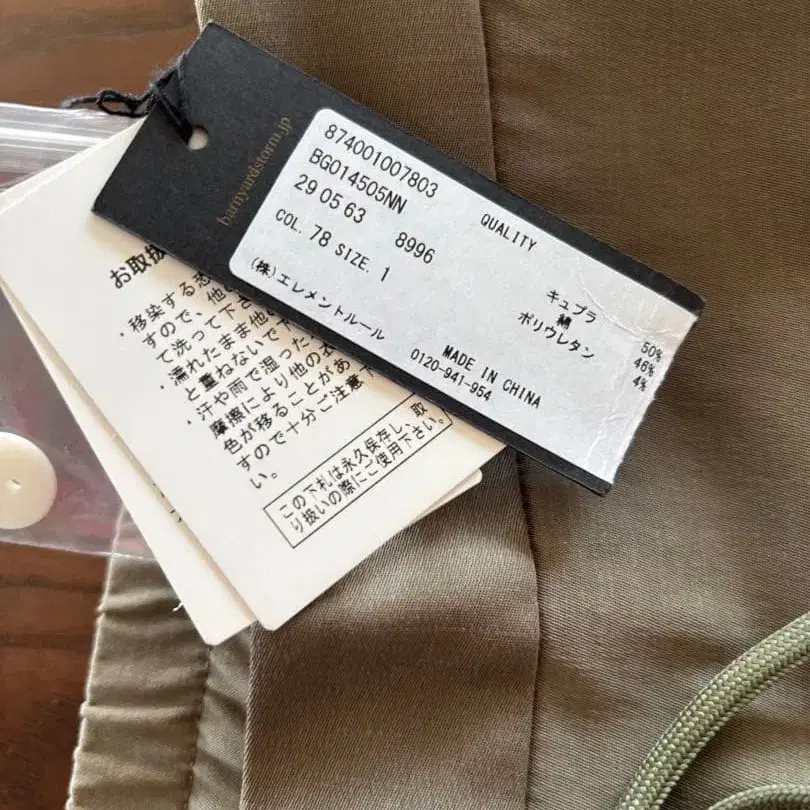 barnyardstorm.jp
874001007803
BG014505NN
29 05 63 8996
COL. 78 SIZE. 1
(株)エレメントルール
QUALITY
キュプラ 50%
綿 46%
ポリウレタン 4%
MADE IN CHINA
0120-941-954
お取扱
・移染する恐
すので、他
て洗って下さ
・濡れたまま他
と重ねないで下
・汗や雨で湿った
摩擦により他の衣
色が移ることがあ
すので十分ご注意下
い。
この下札は永久保存し、取
り扱いの際にご使用下さい。